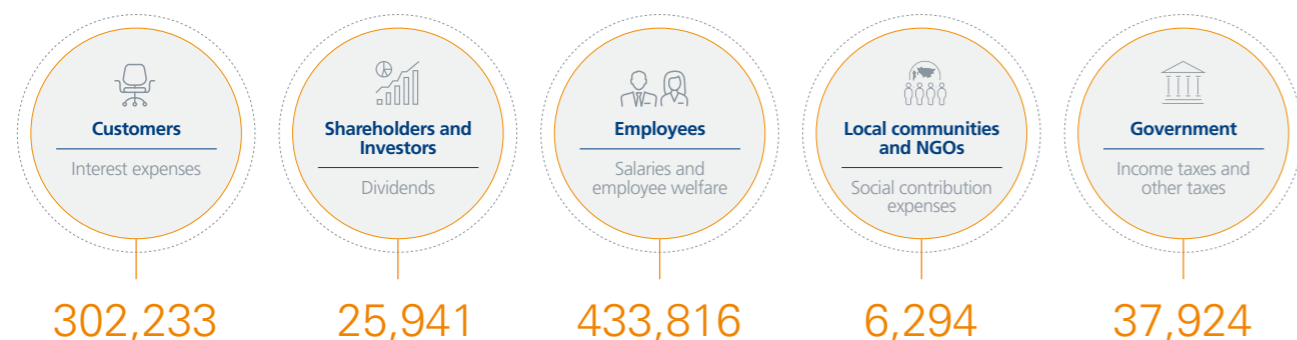 Customers
Interest expenses
302,233
Shareholders and
Investors
Dividends
25,941
Employees
Salaries and
employee welfare
433,816
Local communities
and NGOs
Social contribution
expenses
6,294
Government
Income taxes and
other taxes
37,924